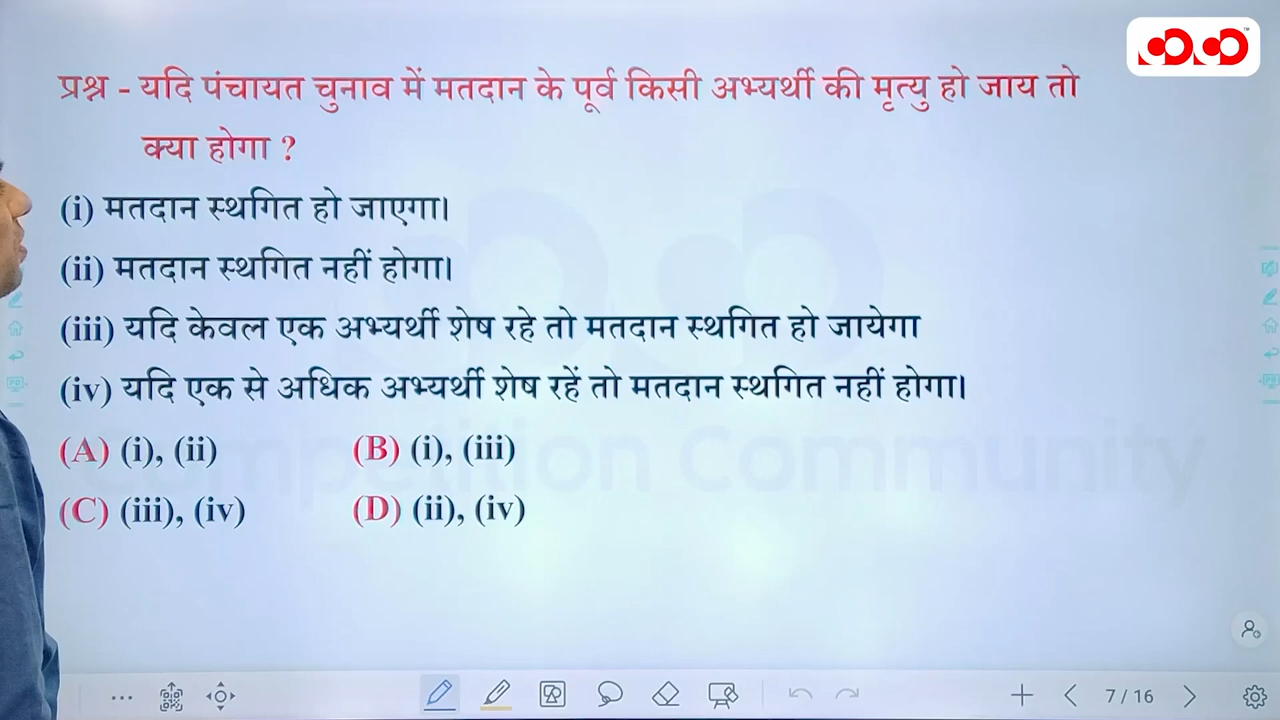 प्रश्न - यदि पंचायत चुनाव में मतदान के पूर्व किसी अभ्यर्थी की मृत्यु हो जाय तो
क्या होगा ?
(i) मतदान स्थगित हो जाएगा।
(ii) मतदान स्थगित नहीं होगा।
(iii) यदि केवल एक अभ्यर्थी शेष रहे तो मतदान स्थगित हो जायेगा
(iv) यदि एक से अधिक अभ्यर्थी शेष रहें तो मतदान स्थगित नहीं होगा।
(A) (i), (ii) (B) (i), (iii)
(C) (iii), (iv) (D) (ii), (iv)
Competition Community
7 / 16